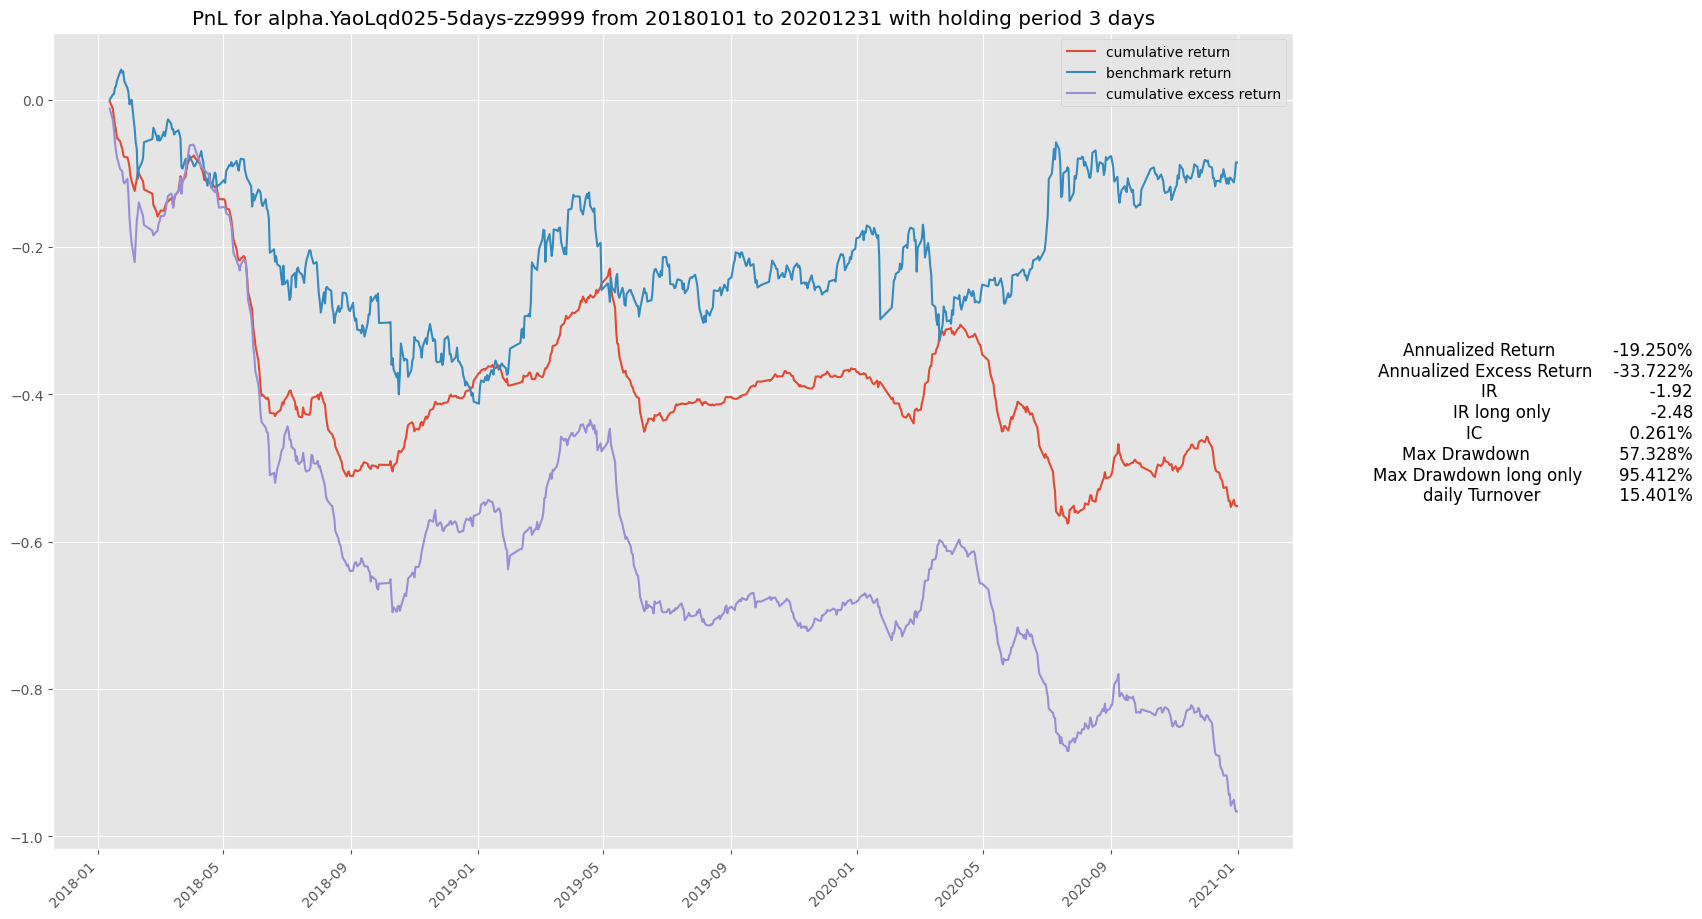 PnL for alpha.YaoLqd025-5days-zz9999 from 20180101 to 20201231 with holding period 3 days
cumulative return
benchmark return
cumulative excess return
0.0
−0.2
−0.4
−0.6
−0.8
−1.0
2018-01
2018-05
2018-09
2019-01
2019-05
2019-09
2020-01
2020-05
2020-09
2021-01
Annualized Return -19.250%
Annualized Excess Return -33.722%
IR -1.92
IR long only -2.48
IC 0.261%
Max Drawdown 57.328%
Max Drawdown long only 95.412%
daily Turnover 15.401%